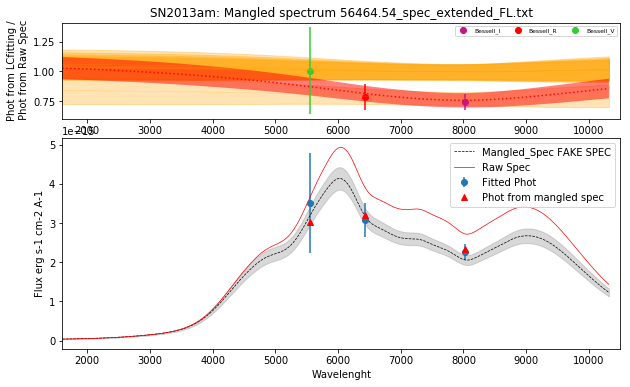 SN2013am: Mangled spectrum 56464.54_spec_extended_FL.txt
Phot from LCfitting /
Phot from Raw Spec
1.25
1.00
0.75
Bessell_I
Bessell_R
Bessell_V
2000 3000 4000 5000 6000 7000 8000 9000 10000
1e-15
Flux erg s-1 cm-2 A-1
5
4
3
2
1
0
Mangled_Spec FAKE SPEC
Raw Spec
Fitted Phot
Phot from mangled spec
2000 3000 4000 5000 6000 7000 8000 9000 10000
Wavelenght